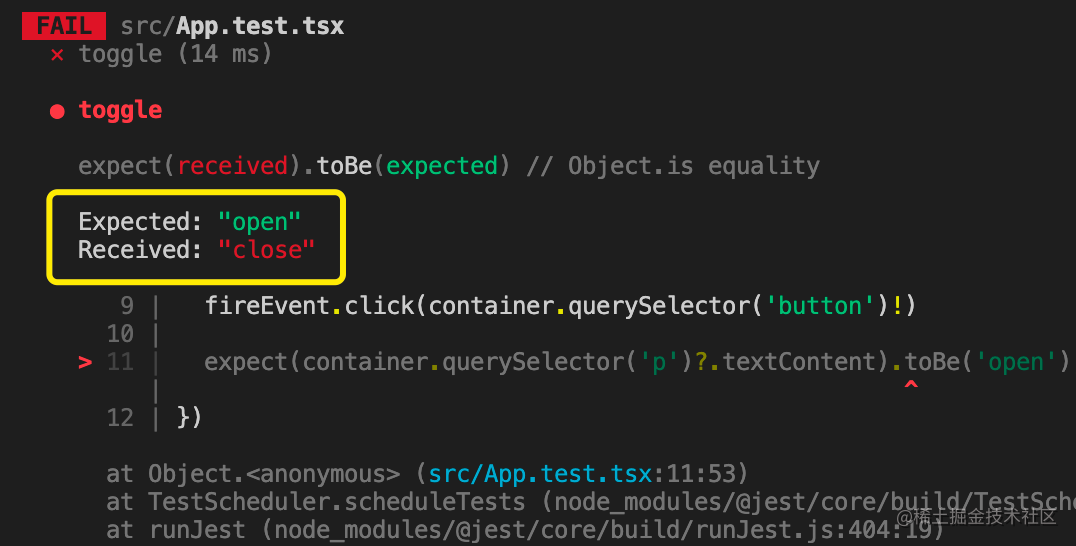 FAIL src/App.test.tsx
× toggle (14 ms)
● toggle
expect(received).toBe(expected) // Object.is equality
Expected: "open"
Received: "close"
9 | fireEvent.click(container.querySelector('button')!)
10 |
> 11 | expect(container.querySelector('p')?.textContent).toBe('open')
| ^
12 | })
at Object.<anonymous> (src/App.test.tsx:11:53)
at TestScheduler.scheduleTests (node_modules/@jest/core/build/TestSch
at runJest (node_modules/@jest/core/build/runJest.js:404:19)
@稀土掘金技术社区